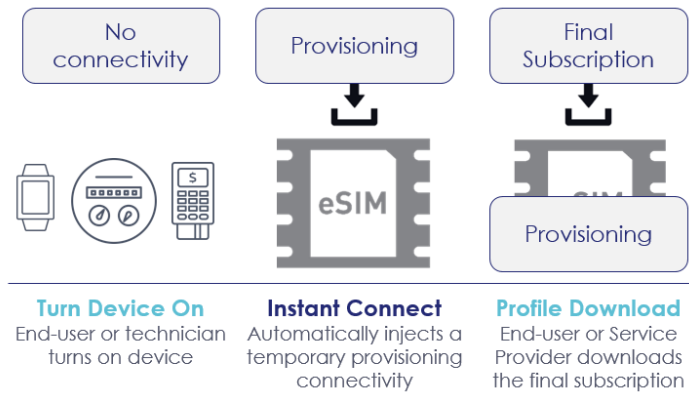 No
connectivity
Provisioning
Final
Subscription
$
eSIM
Provisioning
Turn Device On
End-user or technician
turns on device
Instant Connect
Automatically injects a
temporary provisioning
connectivity
Profile Download
End-user or Service
Provider downloads
the final subscription